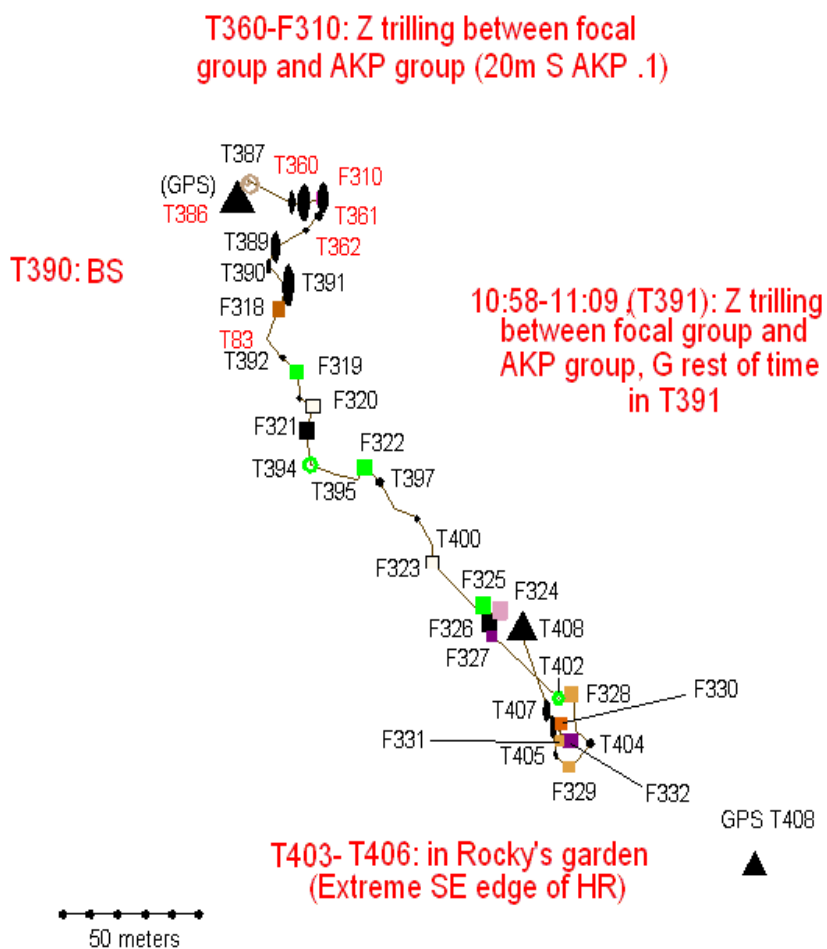 T360-F310: Z trilling between focal
group and AKP group (20m S AKP .1)
T387
T360
F310
(GPS)
T386
T361
T389
T362
T390: BS
T390
T391
F318
10:58-11:09 (T391): Z trilling
between focal group and
AKP group, G rest of time
in T391
T83
T392
F319
F320
F321
F322
T394
T395
T397
T400
F323
F325
F324
F326
T408
F327
T402
F328
F330
T407
F331
T404
T405
F329
F332
GPS T408
T403- T406: in Rocky's garden
(Extreme SE edge of HR)
50 meters